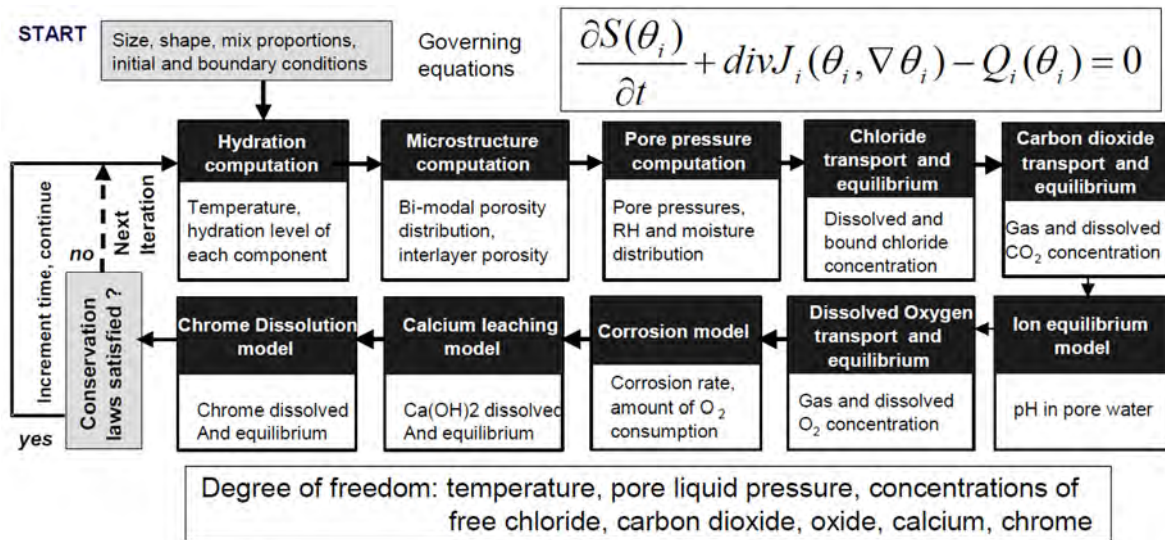 START
Size, shape, mix proportions,
initial and boundary conditions
Governing
equations
∂S(θᵢ)/∂t + divJᵢ(θᵢ, ∇θᵢ) − Qᵢ(θᵢ) = 0
Hydration
computation
Temperature,
hydration level of
each component
Microstructure
computation
Bi-modal porosity
distribution,
interlayer porosity
Pore pressure
computation
Pore pressures,
RH and moisture
distribution
Chloride
transport and
equilibrium
Dissolved and
bound chloride
concentration
Carbon dioxide
transport and
equilibrium
Gas and dissolved
CO₂ concentration
Ion equilibrium
model
pH in pore water
Dissolved Oxygen
transport and
equilibrium
Gas and dissolved
O₂ concentration
Corrosion model
Corrosion rate,
amount of O₂
consumption
Calcium leaching
model
Ca(OH)2 dissolved
And equilibrium
Chrome Dissolution
model
Chrome dissolved
And equilibrium
Conservation
laws satisfied ?
no
Next
Iteration
yes
Increment time, continue
Degree of freedom: temperature, pore liquid pressure, concentrations of
free chloride, carbon dioxide, oxide, calcium, chrome